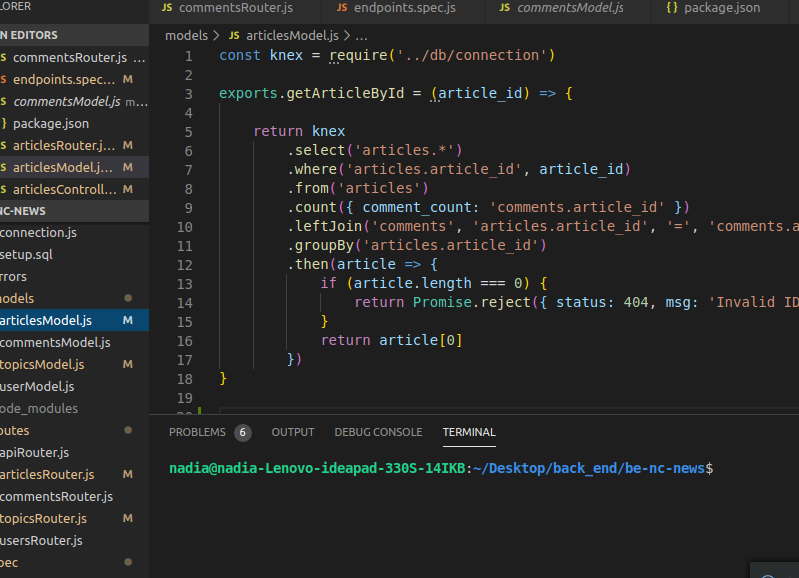 LORER
JS commentsRouter.js
JS endpoints.spec.js
JS commentsModel.js
{ } package.json
N EDITORS
S commentsRouter.js ...
S endpoints.spec... M
S commentsModel.js m...
} package.json
S articlesRouter.j... M
S articlesModel.j... M
S articlesControll... M
NC-NEWS
connection.js
setup.sql
rrors
models
articlesModel.js M
commentsModel.js
topicsModel.js M
userModel.js
ode_modules
outes
apiRouter.js
articlesRouter.js M
commentsRouter.js
topicsRouter.js M
usersRouter.js
pec
models > JS articlesModel.js > ...
1 const knex = require('../db/connection')
2
3 exports.getArticleById = (article_id) => {
4
5 return knex
6 .select('articles.*')
7 .where('articles.article_id', article_id)
8 .from('articles')
9 .count({ comment_count: 'comments.article_id' })
10 .leftJoin('comments', 'articles.article_id', '=', 'comments.a
11 .groupBy('articles.article_id')
12 .then(article => {
13 if (article.length === 0) {
14 return Promise.reject({ status: 404, msg: 'Invalid ID
15 }
16 return article[0]
17 })
18 }
19
20
PROBLEMS 6 OUTPUT DEBUG CONSOLE TERMINAL
nadia@nadia-Lenovo-ideapad-330S-14IKB:~/Desktop/back_end/be-nc-news$